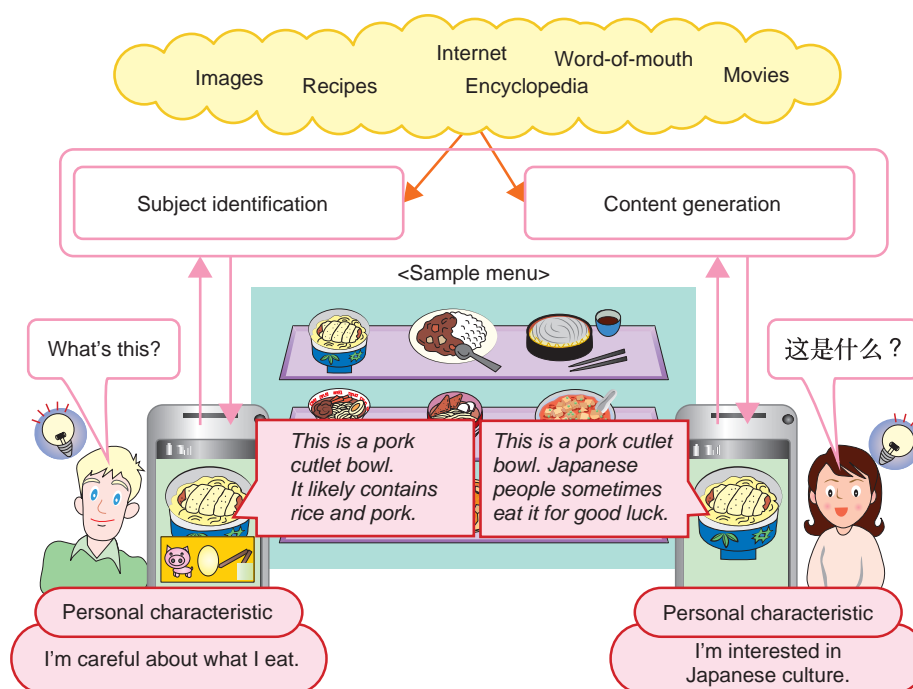 Internet
Word-of-mouth
Images
Recipes
Encyclopedia
Movies
Subject identification
Content generation
<Sample menu>
What's this?
这是什么？
This is a pork
cutlet bowl.
It likely contains
rice and pork.
This is a pork cutlet
bowl. Japanese
people sometimes
eat it for good luck.
Personal characteristic
I'm careful about what I eat.
Personal characteristic
I'm interested in
Japanese culture.